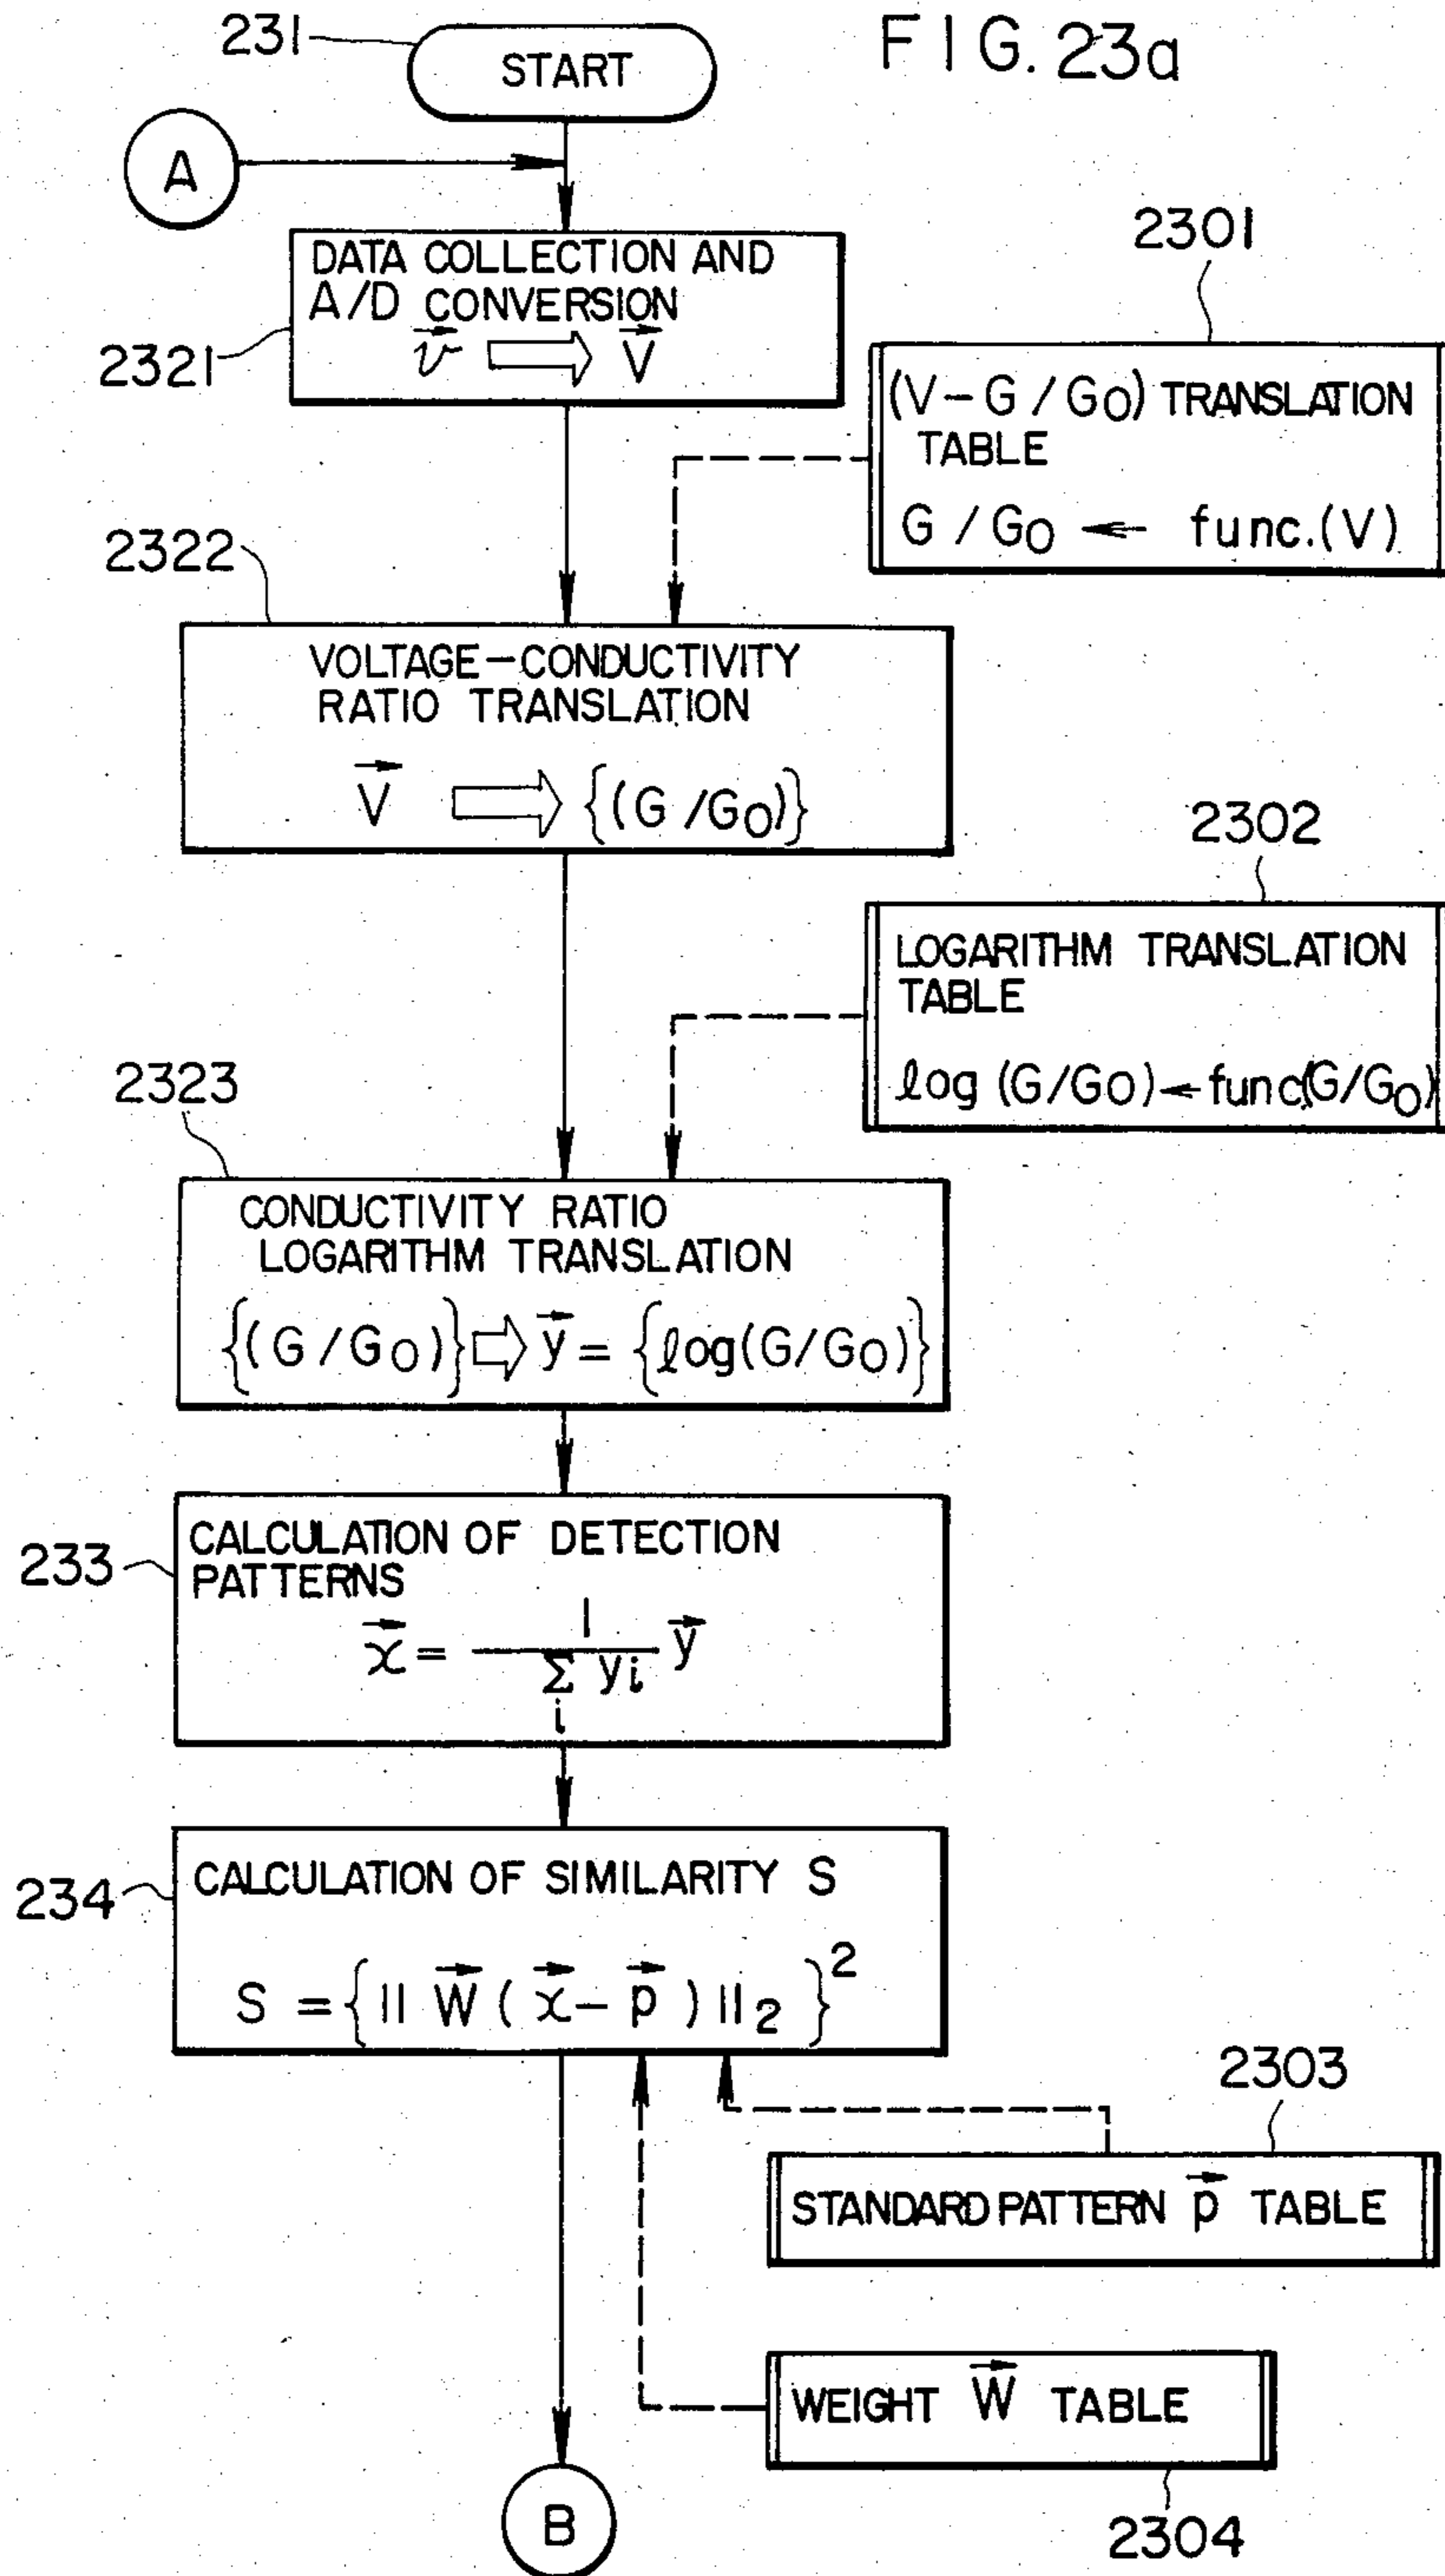 FIG. 23a
231
START
A
DATA COLLECTION AND
A/D CONVERSION
v⃗ ⇨ V⃗
2321
2301
(V-G/G0) TRANSLATION
TABLE
G/G0 ← func.(V)
2322
VOLTAGE-CONDUCTIVITY
RATIO TRANSLATION
V⃗ ⇨ {(G/G0)}
2302
LOGARITHM TRANSLATION
TABLE
log (G/G0) ← func.(G/G0)
2323
CONDUCTIVITY RATIO
LOGARITHM TRANSLATION
{(G/G0)} ⇨ y⃗ = {log(G/G0)}
233
CALCULATION OF DETECTION
PATTERNS
x⃗ = 1 / Σ yi y⃗
i
234
CALCULATION OF SIMILARITY S
S = {|| W⃗ (x⃗ - p⃗) ||2}²
2303
STANDARD PATTERN p⃗ TABLE
WEIGHT W⃗ TABLE
2304
B